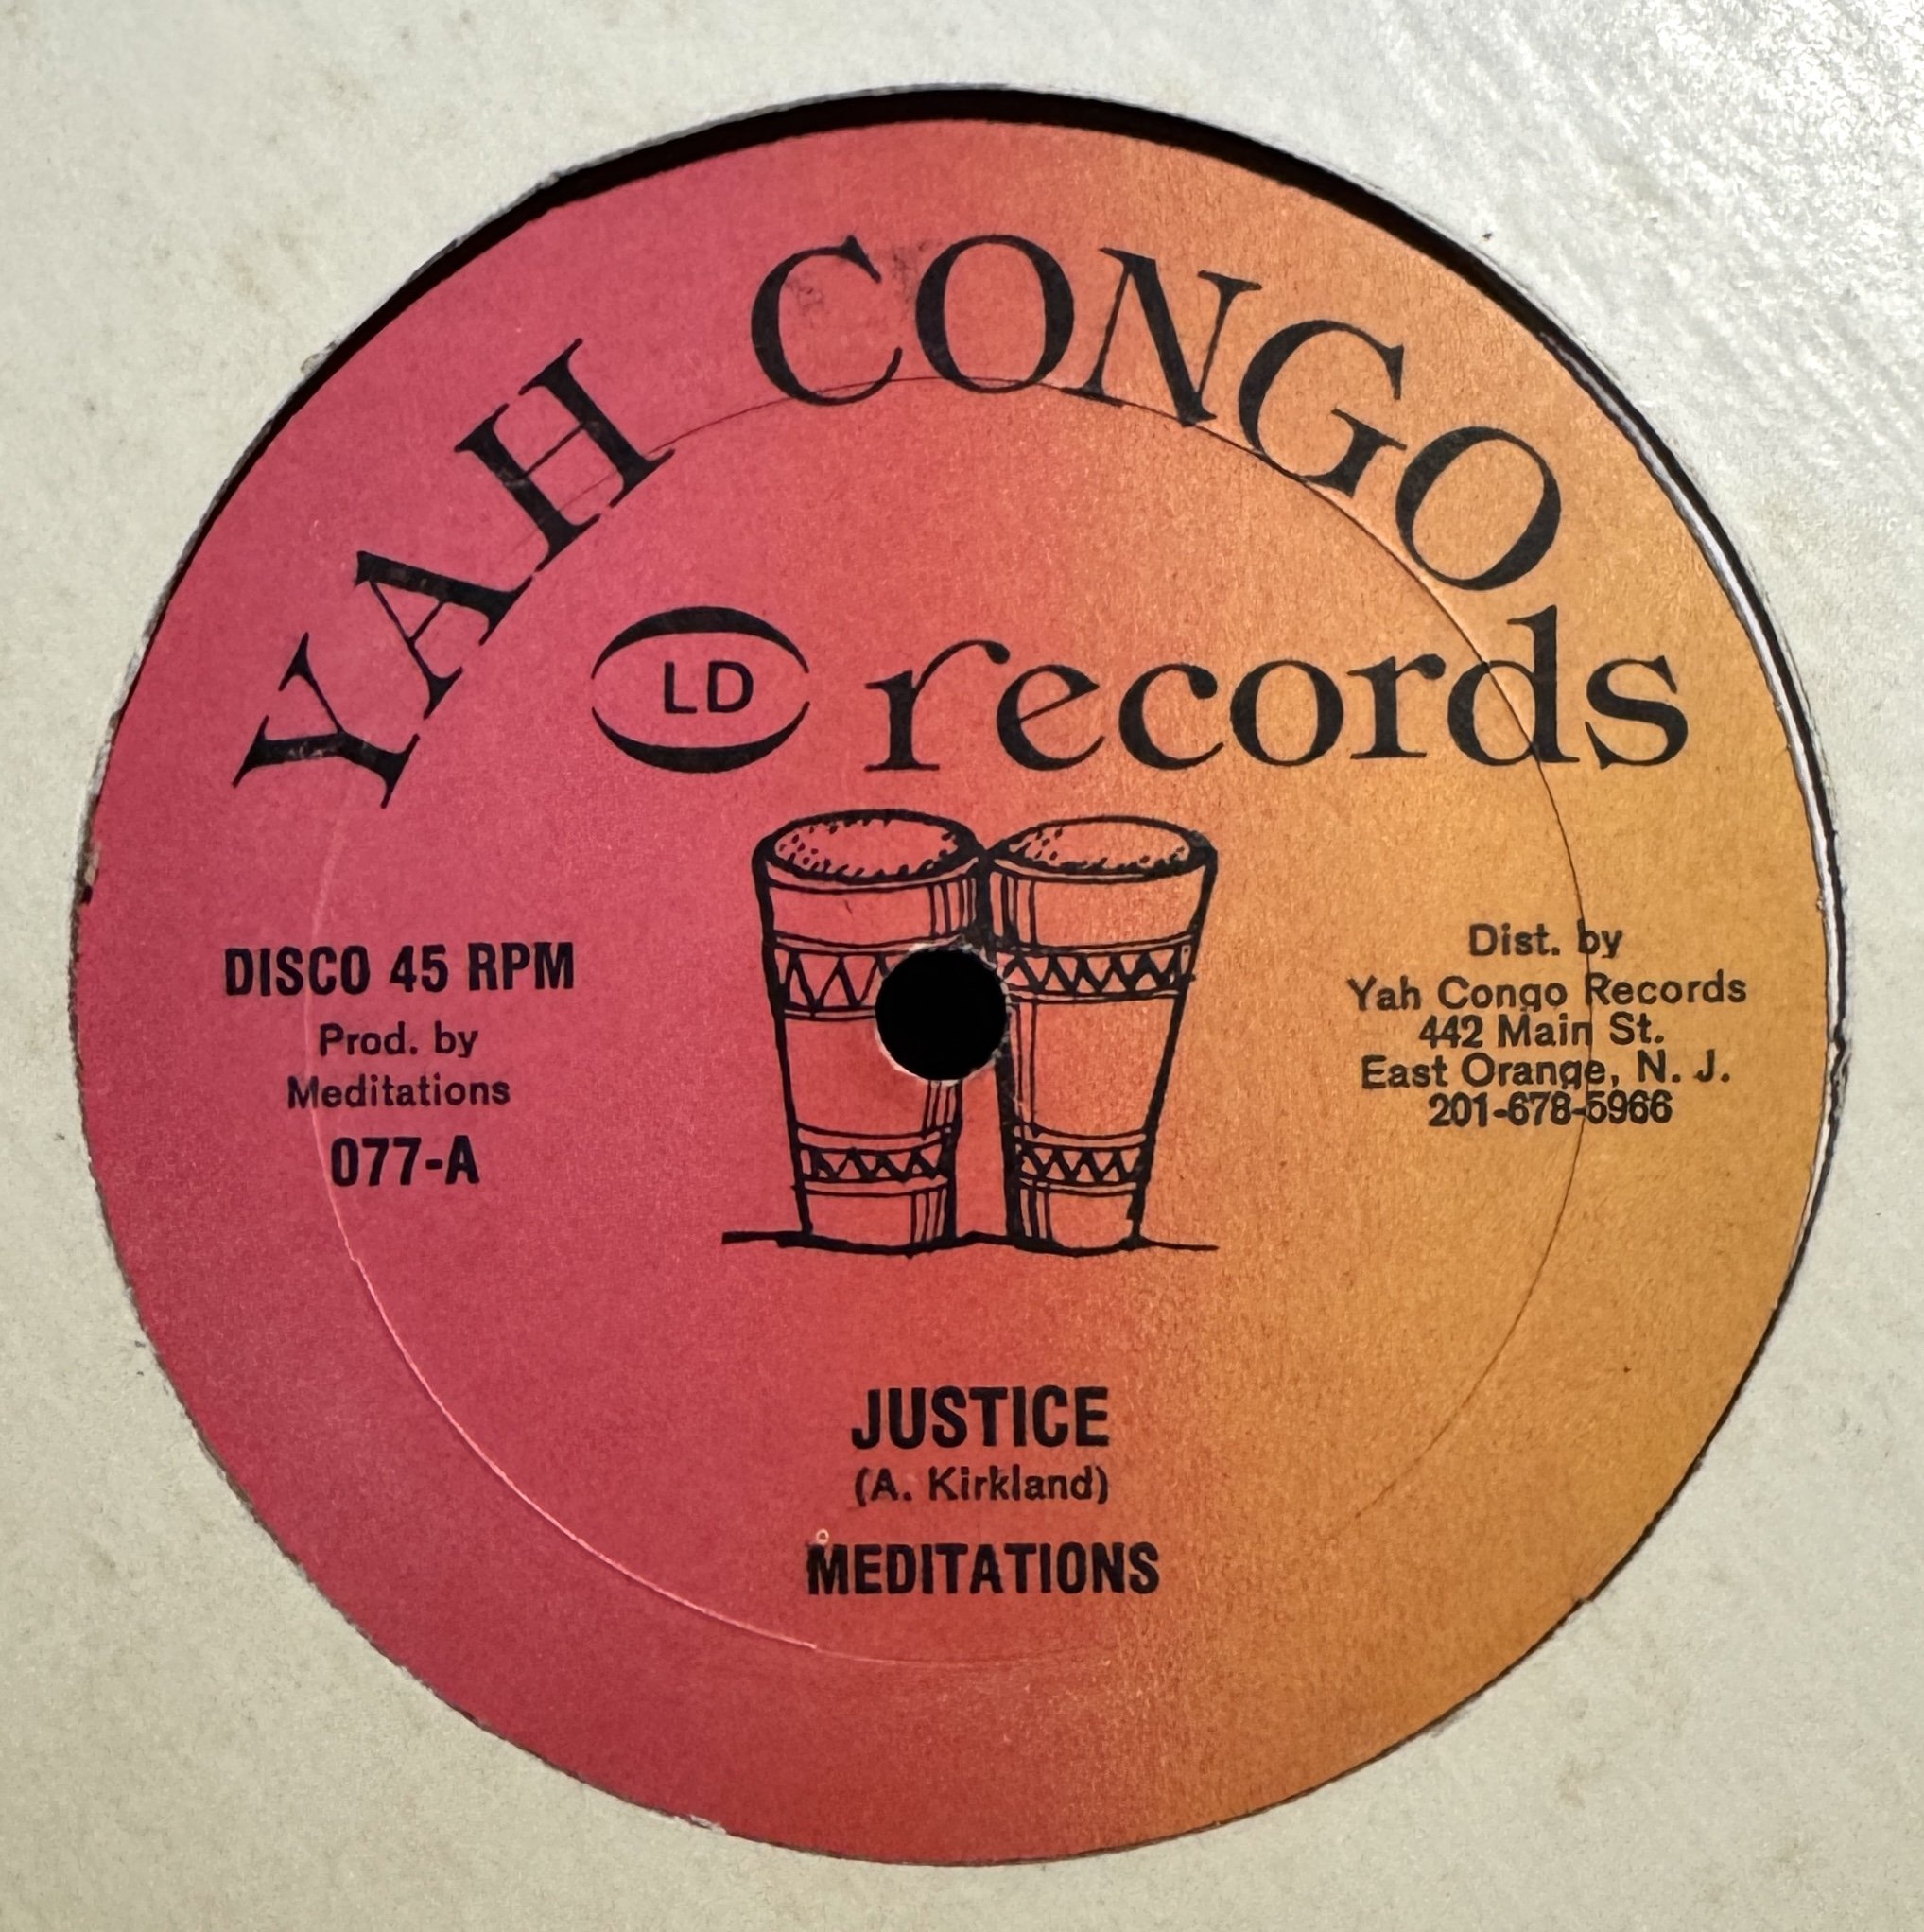 YAH CONGO
LD records
DISCO 45 RPM
Prod. by
Meditations
077-A
Dist. by
Yah Congo Records
442 Main St.
East Orange, N. J.
201-678-5966
JUSTICE
(A. Kirkland)
MEDITATIONS